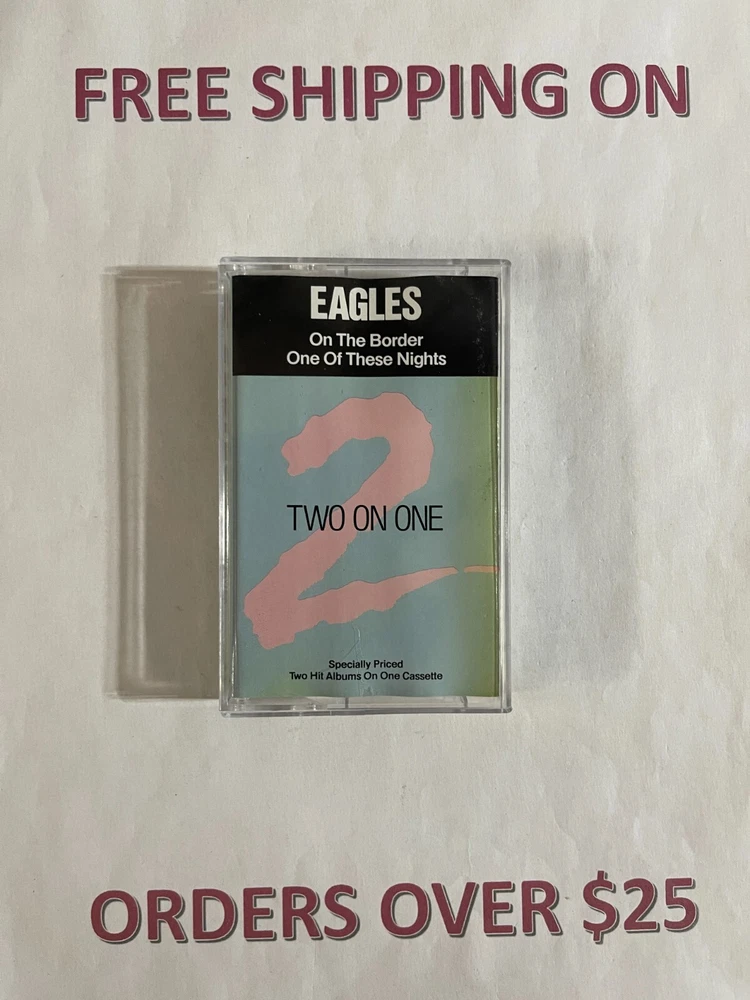 FREE SHIPPING ON
EAGLES
On The Border
One Of These Nights
2
TWO ON ONE
Specially Priced
Two Hit Albums On One Cassette
ORDERS OVER $25